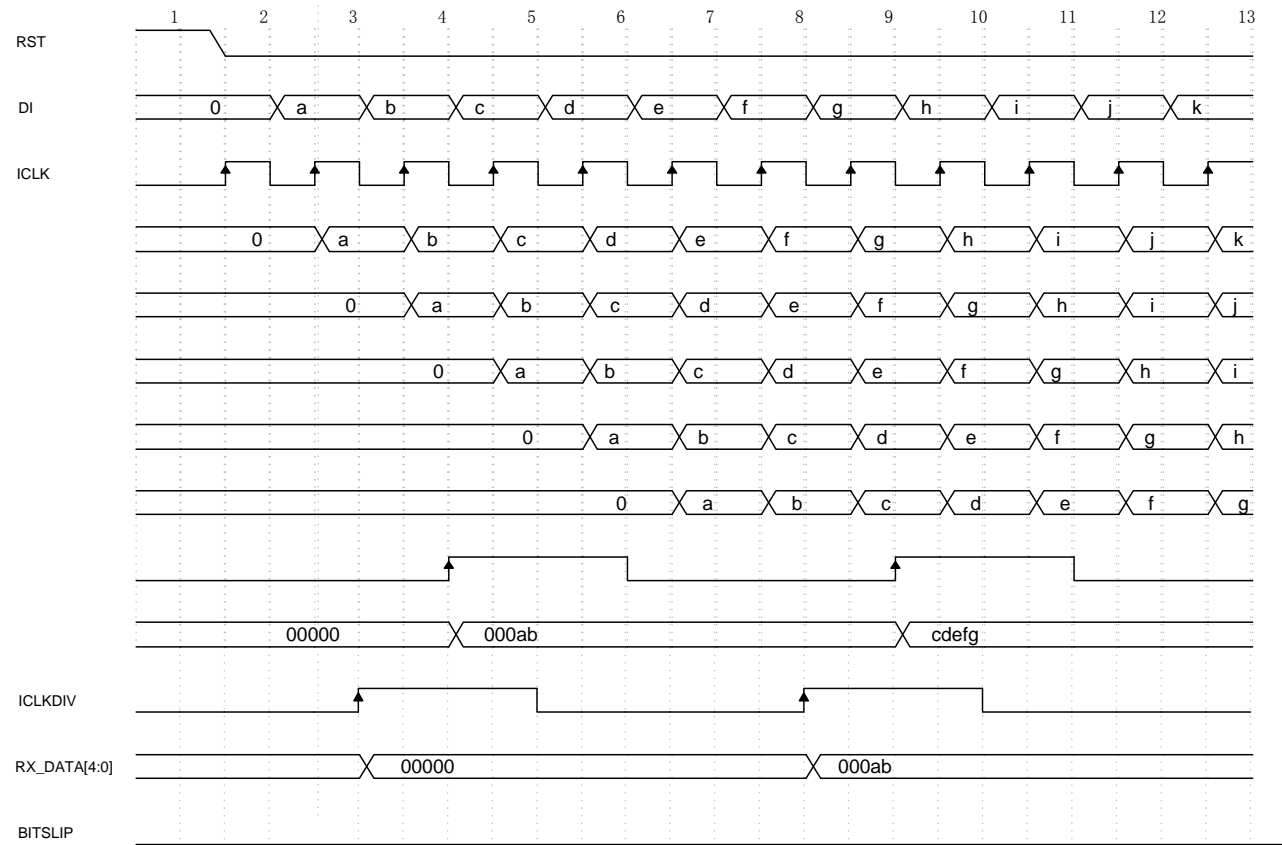 1 2 3 4 5 6 7 8 9 10 11 12 13
RST
DI 0 a b c d e f g h i j k
ICLK
0 a b c d e f g h i j k
0 a b c d e f g h i j
0 a b c d e f g h i
0 a b c d e f g h
0 a b c d e f g
00000 000ab cdefg
ICLKDIV
RX_DATA[4:0] 00000 000ab
BITSLIP